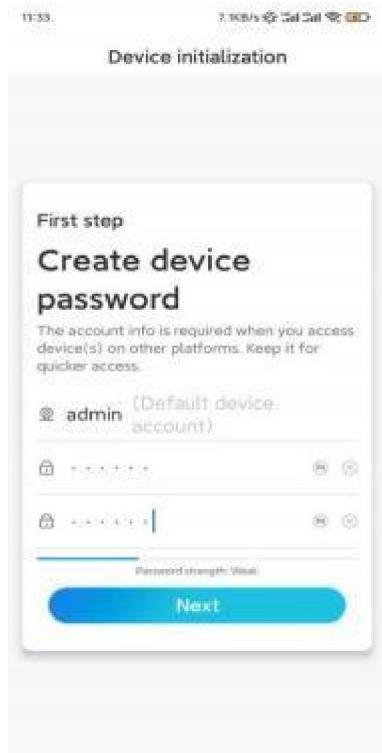 11:33
7.1KB/s
Device initialization
First step
Create device
password
The account info is required when you access
device(s) on other platforms. Keep it for
quicker access.
admin (Default device
account)
Password strength: Weak
Next